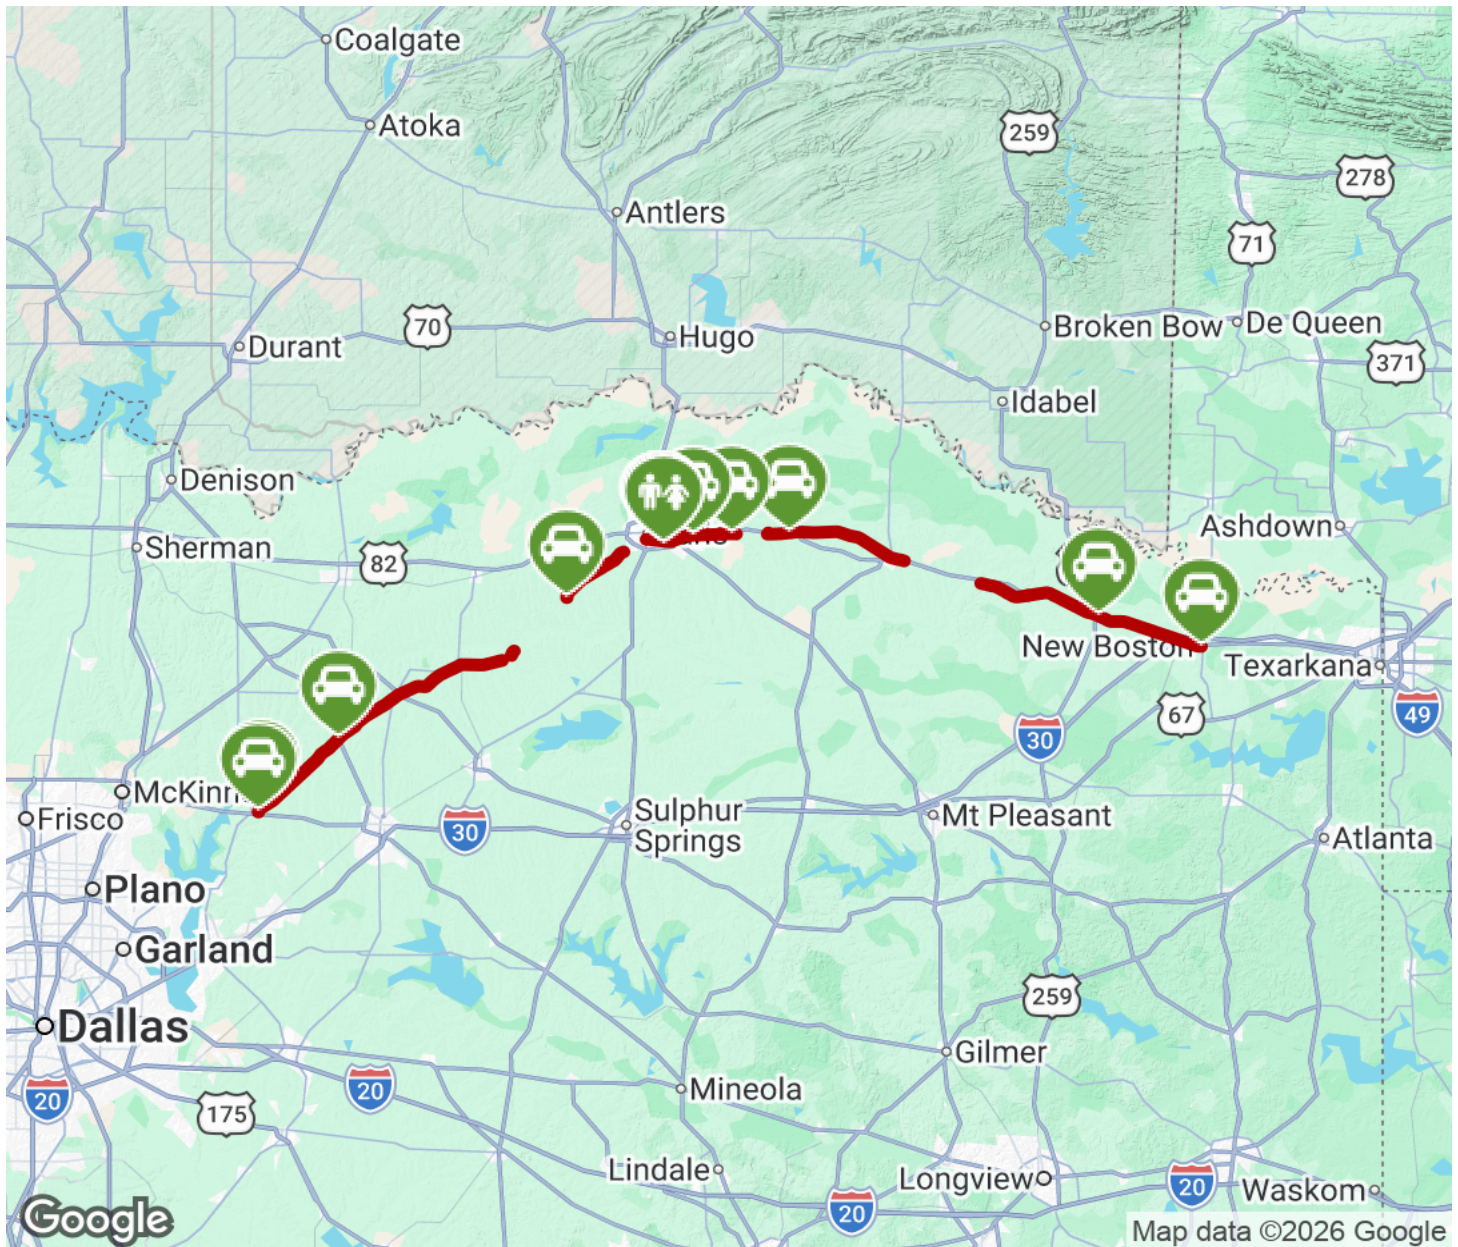 Coalgate
Atoka
259
278
Antlers
71
70
Hugo
Broken Bow
De Queen
Durant
371
Idabel
Denison
Ashdown
Sherman
82
New Boston
Texarkana
67
49
30
McKinn
Frisco
30
Sulphur
Springs
Mt Pleasant
Atlanta
Plano
Garland
259
Dallas
Gilmer
20
20
Mineola
175
Lindale
Longview
20
Waskom
20
Google
Map data ©2026 Google